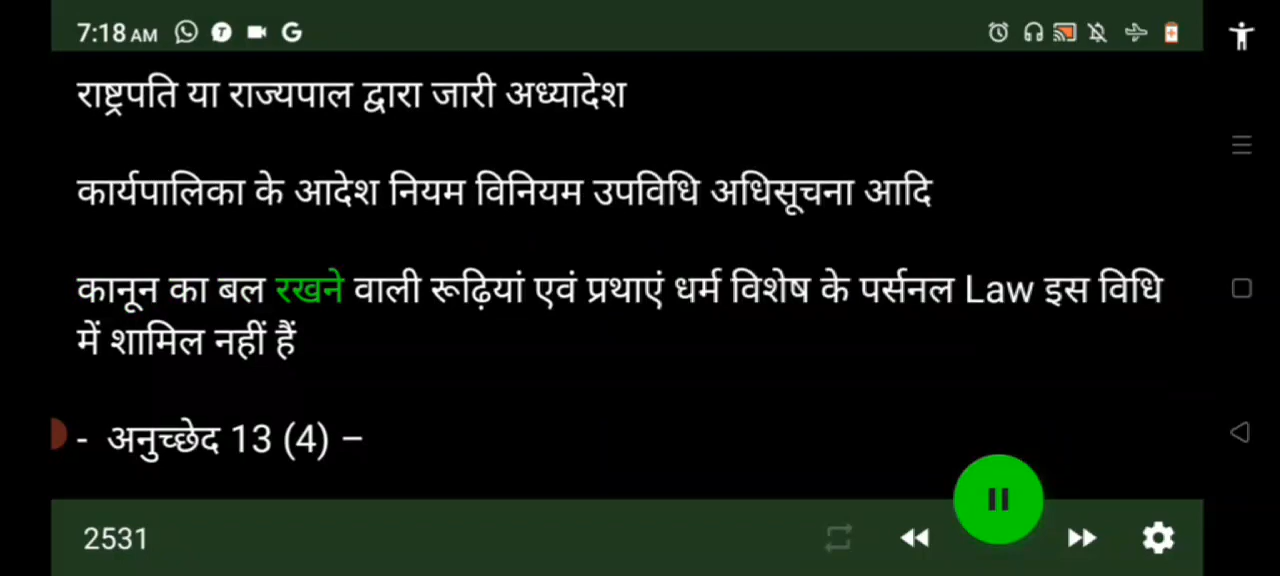 7:18 AM
राष्ट्रपति या राज्यपाल द्वारा जारी अध्यादेश
कार्यपालिका के आदेश नियम विनियम उपविधि अधिसूचना आदि
कानून का बल रखने वाली रूढ़ियां एवं प्रथाएं धर्म विशेष के पर्सनल Law इस विधि
में शामिल नहीं हैं
- अनुच्छेद 13 (4) –
2531